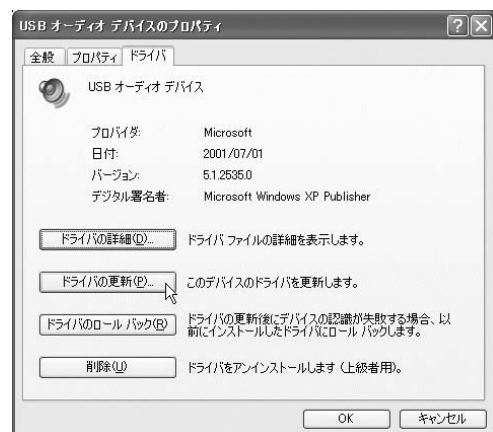 USB オーディオ デバイスのプロパティ
全般 プロパティ ドライバ
USB オーディオ デバイス
プロバイダ: Microsoft
日付: 2001/07/01
バージョン: 5.1.2535.0
デジタル署名者: Microsoft Windows XP Publisher
ドライバの詳細(D)... ドライバ ファイルの詳細を表示します。
ドライバの更新(P)... このデバイスのドライバを更新します。
ドライバのロール バック(R) ドライバの更新後にデバイスの認識が失敗する場合、以
前にインストールしたドライバにロール バックします。
削除(U) ドライバをアンインストールします (上級者用)。
OK キャンセル